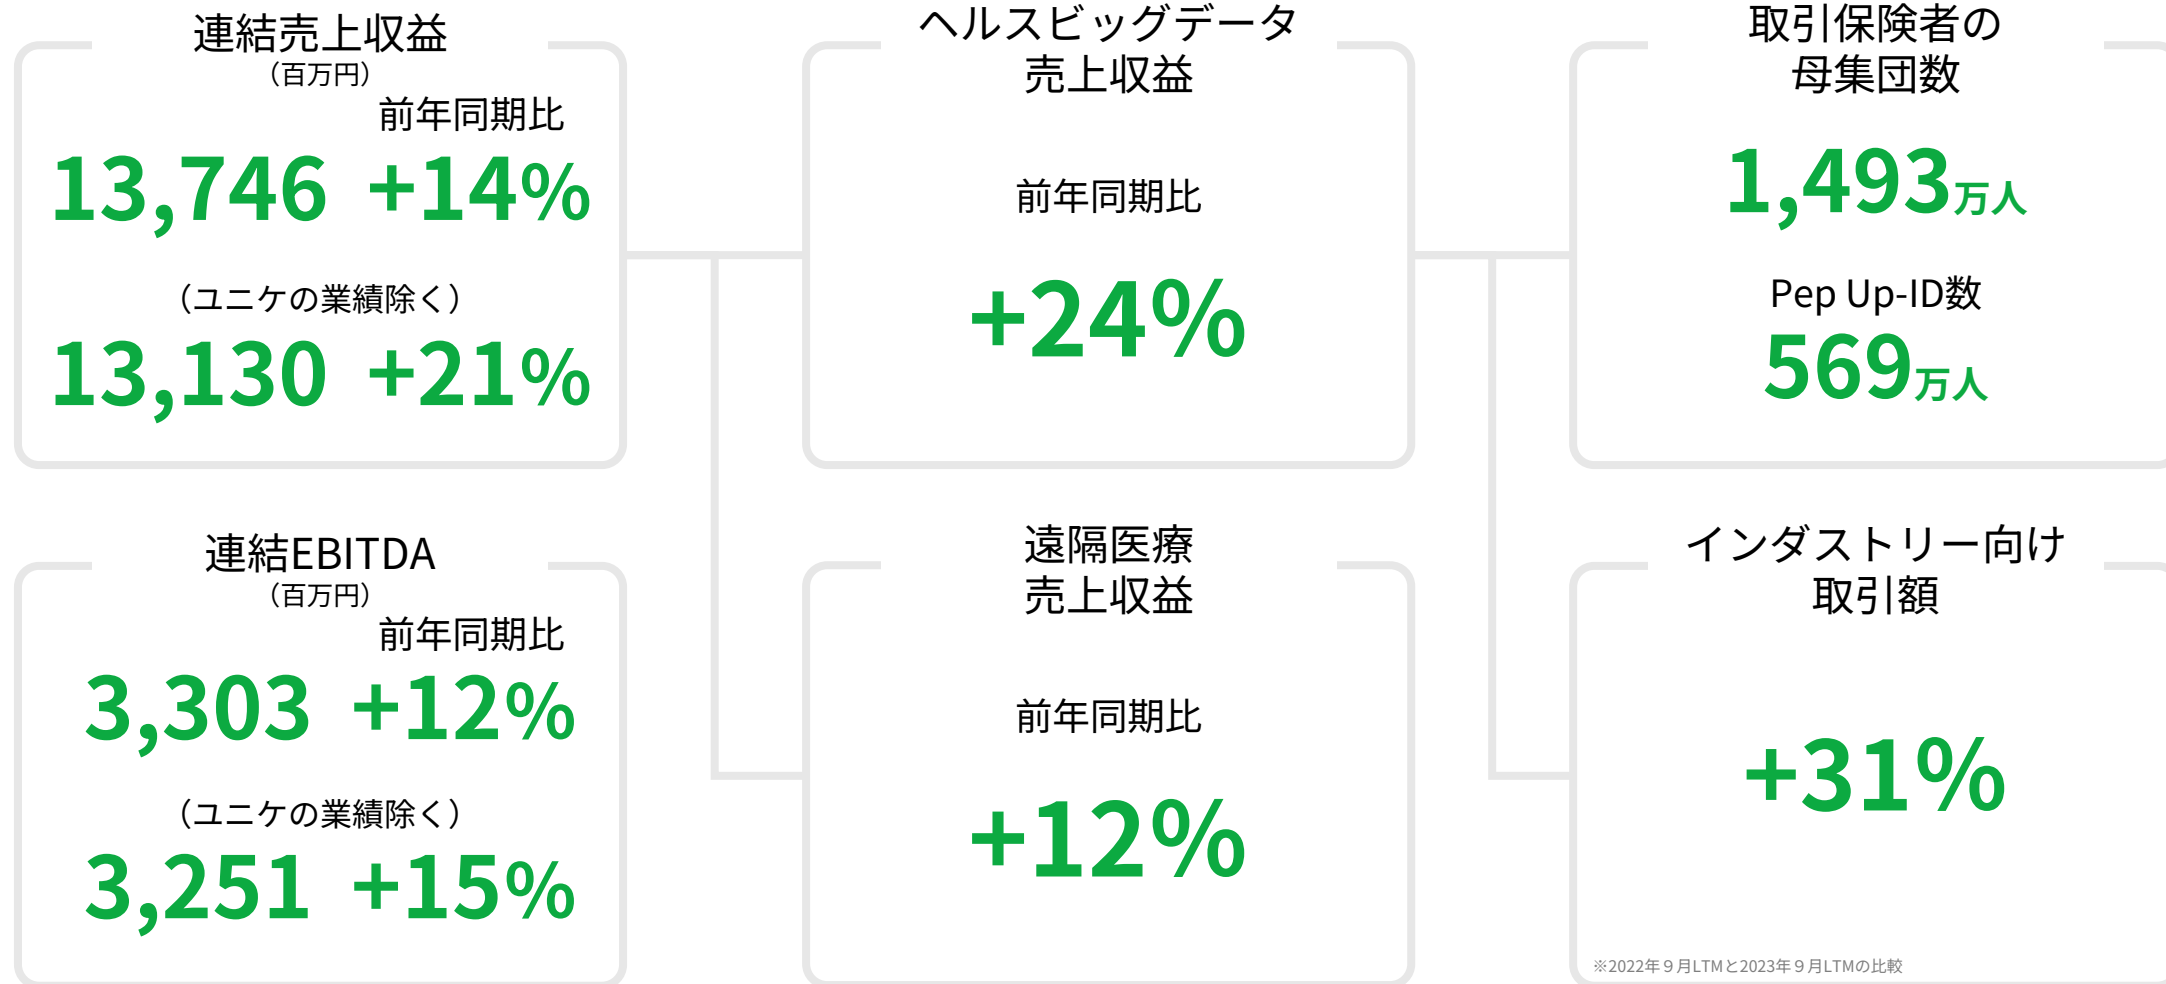 連結売上収益
（百万円）
前年同期比
13,746 +14%
（ユニケの業績除く）
13,130 +21%
ヘルスビッグデータ
売上収益
前年同期比
+24%
取引保険者の
母集団数
1,493万人
Pep Up-ID数
569万人
連結EBITDA
（百万円）
前年同期比
3,303 +12%
（ユニケの業績除く）
3,251 +15%
遠隔医療
売上収益
前年同期比
+12%
インダストリー向け
取引額
+31%
※2022年９月LTMと2023年９月LTMの比較